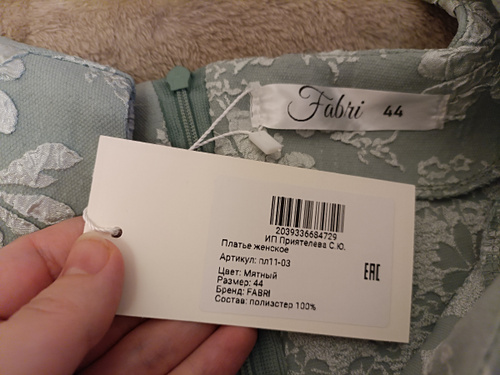 Fabri 44
2039336684729
ИП Приятелева С.Ю.
Платье женское
Артикул: пл11-03
Цвет: Мятный
Размер: 44
Бренд: FABRI
Состав: полиэстер 100%
EAC